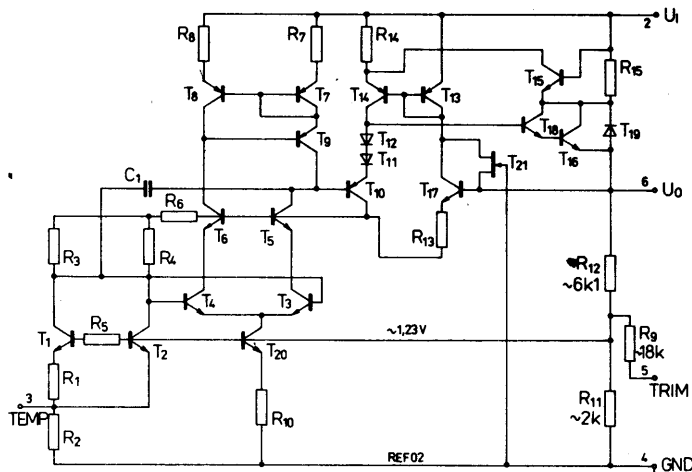 R8
R7
R14
2
UI
T15
R15
T8
T7
T14
T13
T9
T12
T18
T16
T19
T11
T21
C1
T10
T17
6
UO
R6
R13
T6
T5
R3
R4
R12
~6k1
T4
T3
R5
~1,23V
R9
~18k
T1
T2
T20
5
TRIM
R1
3
TEMP
R10
R11
~2k
R2
REF02
4
GND